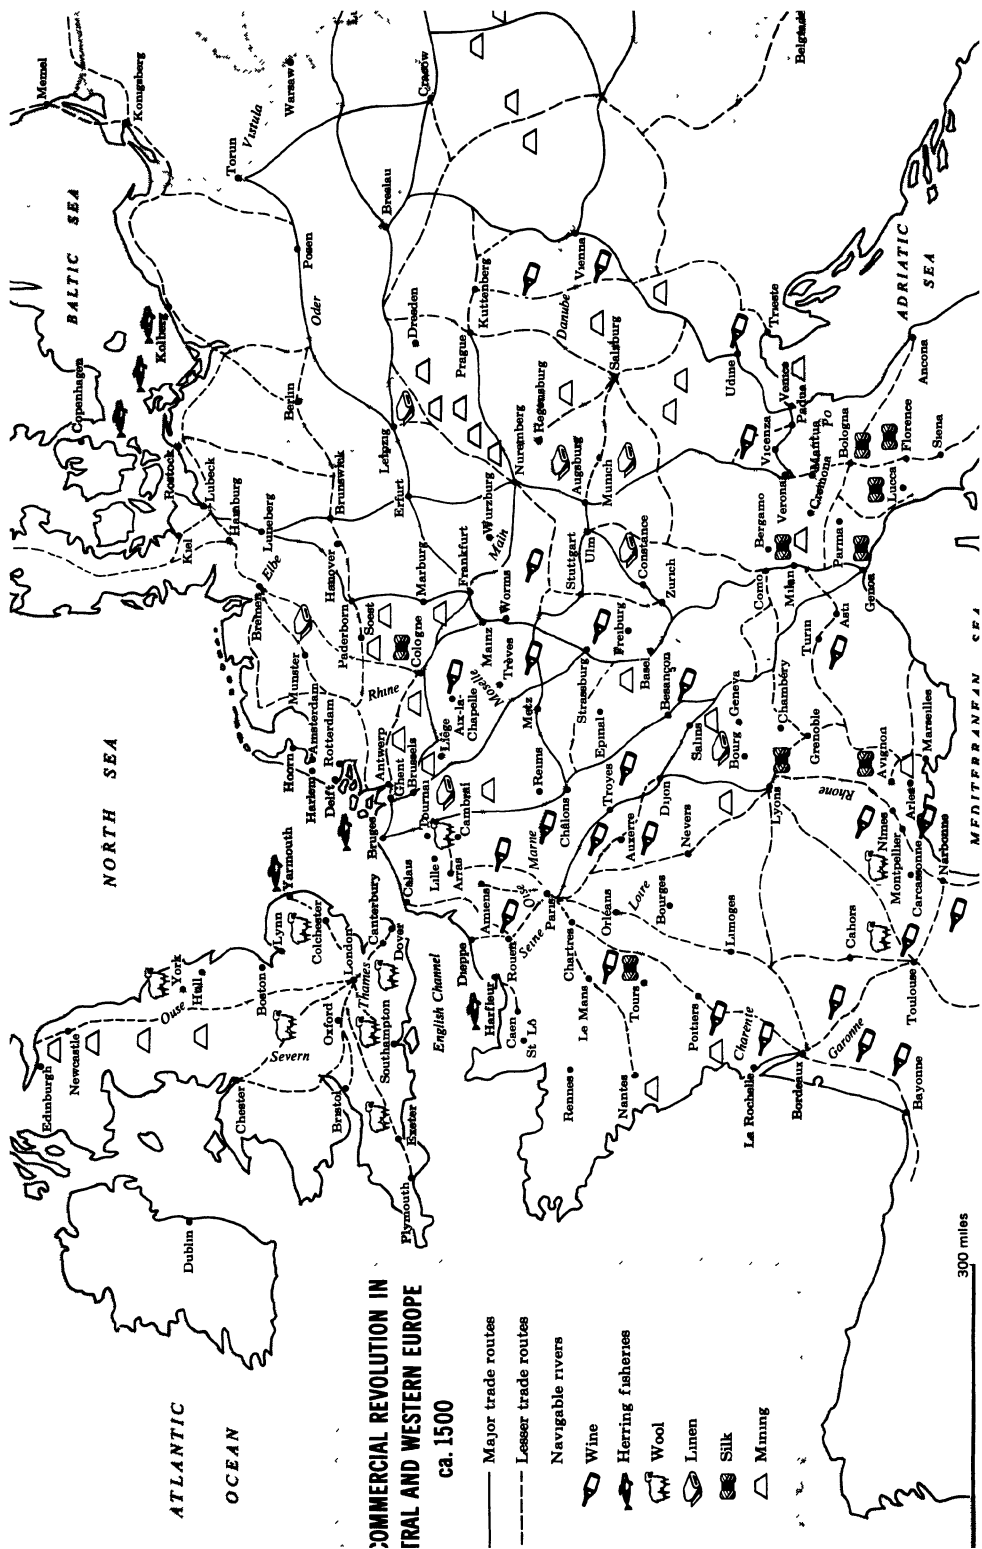 COMMERCIAL REVOLUTION IN
TRAL AND WESTERN EUROPE
ca. 1500
Major trade routes
Lesser trade routes
Navigable rivers
Wine
Herring fisheries
Wool
Linen
Silk
Mining
300 miles
ATLANTIC
OCEAN
NORTH SEA
BALTIC SEA
ADRIATIC
SEA
MEDITERRANEAN SEA
English Channel
Dublin
Edinburgh
Newcastle
York
Hull
Ouse
Severn
Chester
Boston
Lynn
Yarmouth
Colchester
Oxford
London
Thames
Canterbury
Dover
Bristol
Southampton
Exeter
Plymouth
Calais
Dieppe
Harfleur
Rouen
Amiens
Caen
St Lô
Seine
Oise
Marne
Paris
Chartres
Le Mans
Rennes
Nantes
Tours
Orléans
Loire
Bourges
Nevers
Auxerre
Troyes
Dijon
Châlons
Reims
Poitiers
Charente
La Rochelle
Bordeaux
Garonne
Bayonne
Toulouse
Limoges
Cahors
Carcassonne
Narbonne
Montpellier
Nîmes
Arles
Avignon
Marseilles
Rhone
Lyons
Grenoble
Chambéry
Bourg
Geneva
Salins
Besançon
Epinal
Strassburg
Metz
Trèves
Moselle
Bruges
Ghent
Antwerp
Brussels
Tournai
Lille
Arras
Cambrai
Liége
Aix-la-
Chapelle
Delft
Harlem
Hoorn
Amsterdam
Rotterdam
Rhine
Cologne
Munster
Paderborn
Soest
Bremen
Elbe
Hanover
Marburg
Frankfurt
Mainz
Worms
Main
Wurzburg
Stuttgart
Freiburg
Basel
Zurich
Constance
Ulm
Augsburg
Munich
Nuremberg
Regensburg
Erfurt
Leipzig
Dresden
Brunswick
Luneberg
Hamburg
Lubeck
Kiel
Rostock
Copenhagen
Berlin
Oder
Kolberg
Posen
Torun
Vistula
Warsaw
Konigsberg
Memel
Breslau
Cracow
Prague
Kuttenberg
Danube
Vienna
Salzburg
Belgrade
Trieste
Udine
Venice
Padua
Vicenza
Verona
Mantua
Cremona
Po
Bologna
Parma
Bergamo
Como
Milan
Turin
Asti
Genoa
Lucca
Florence
Siena
Ancona